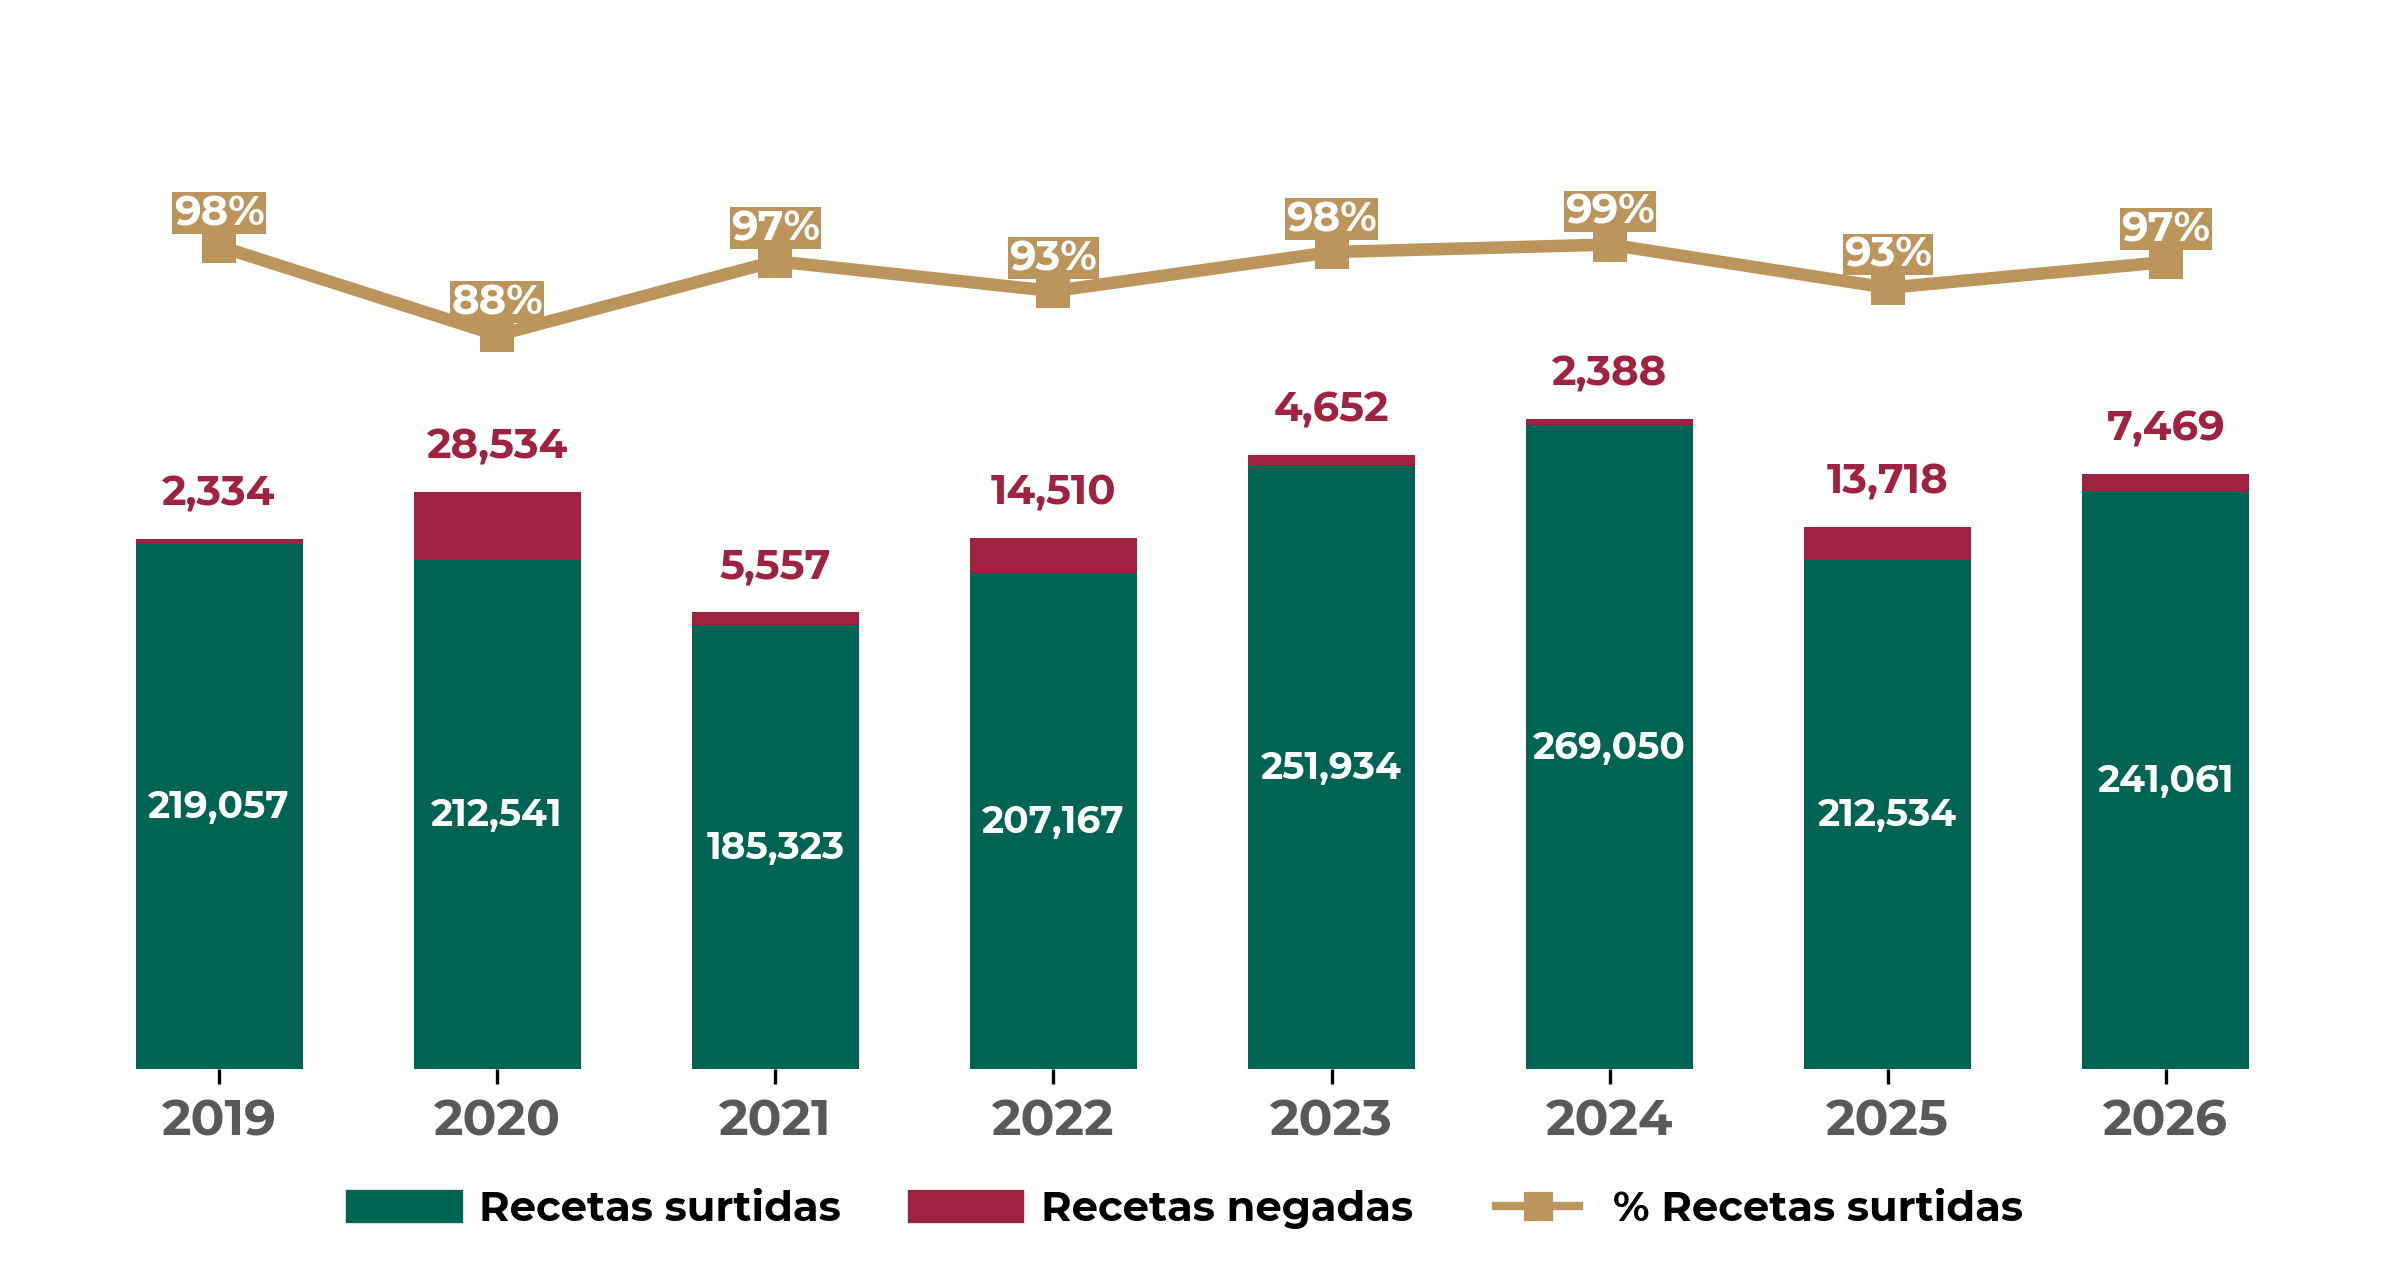 98% 88% 97% 93% 98% 99% 93% 97%
2,334 28,534 5,557 14,510 4,652 2,388 13,718 7,469
219,057 212,541 185,323 207,167 251,934 269,050 212,534 241,061
2019 2020 2021 2022 2023 2024 2025 2026
Recetas surtidas Recetas negadas % Recetas surtidas